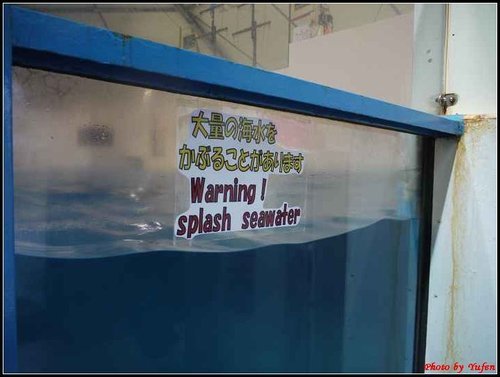 大量の海水を
かぶることがあります
Warning!
splash seawater
Photo by Yufen